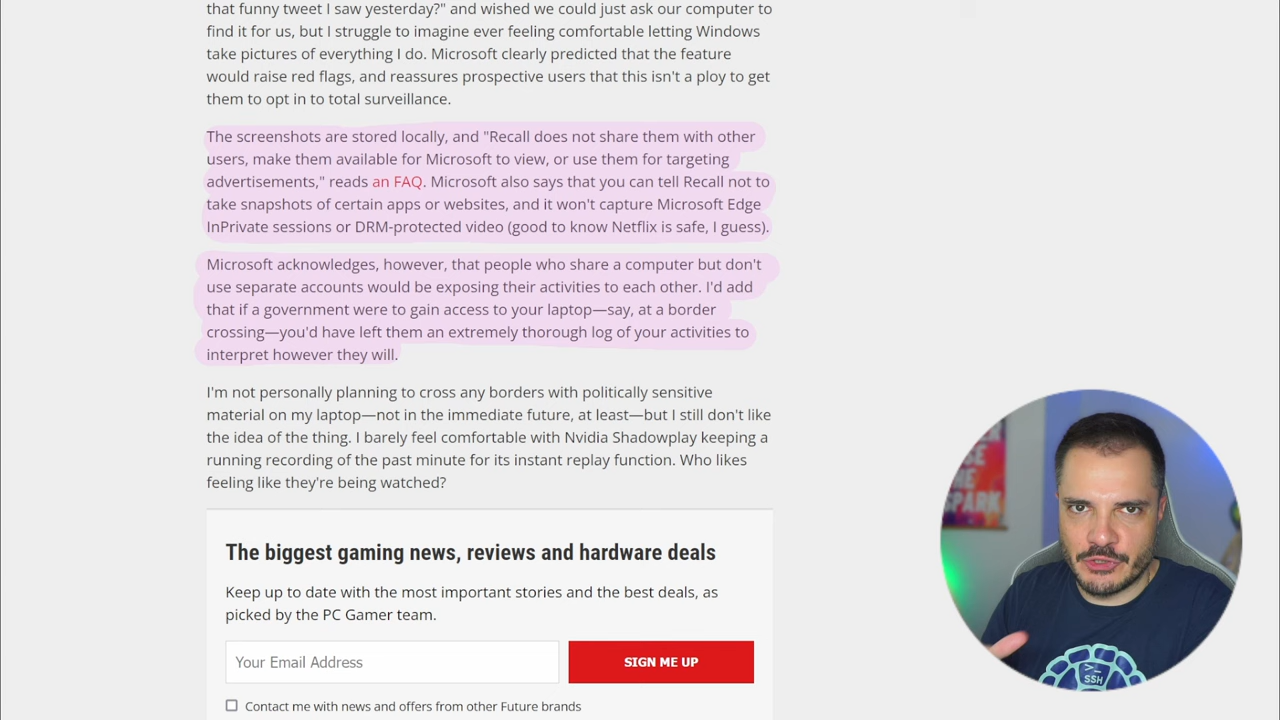 that funny tweet I saw yesterday?" and wished we could just ask our computer to
find it for us, but I struggle to imagine ever feeling comfortable letting Windows
take pictures of everything I do. Microsoft clearly predicted that the feature
would raise red flags, and reassures prospective users that this isn't a ploy to get
them to opt in to total surveillance.
The screenshots are stored locally, and "Recall does not share them with other
users, make them available for Microsoft to view, or use them for targeting
advertisements," reads an FAQ. Microsoft also says that you can tell Recall not to
take snapshots of certain apps or websites, and it won't capture Microsoft Edge
InPrivate sessions or DRM-protected video (good to know Netflix is safe, I guess).
Microsoft acknowledges, however, that people who share a computer but don't
use separate accounts would be exposing their activities to each other. I'd add
that if a government were to gain access to your laptop—say, at a border
crossing—you'd have left them an extremely thorough log of your activities to
interpret however they will.
I'm not personally planning to cross any borders with politically sensitive
material on my laptop—not in the immediate future, at least—but I still don't like
the idea of the thing. I barely feel comfortable with Nvidia Shadowplay keeping a
running recording of the past minute for its instant replay function. Who likes
feeling like they're being watched?
The biggest gaming news, reviews and hardware deals
Keep up to date with the most important stories and the best deals, as
picked by the PC Gamer team.
Your Email Address
SIGN ME UP
Contact me with news and offers from other Future brands
THE
SPARK
>_
SSH